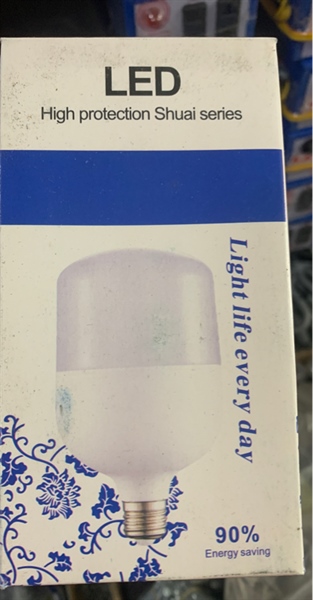 LED
High protection Shuai series
Light life every day
90%
Energy saving